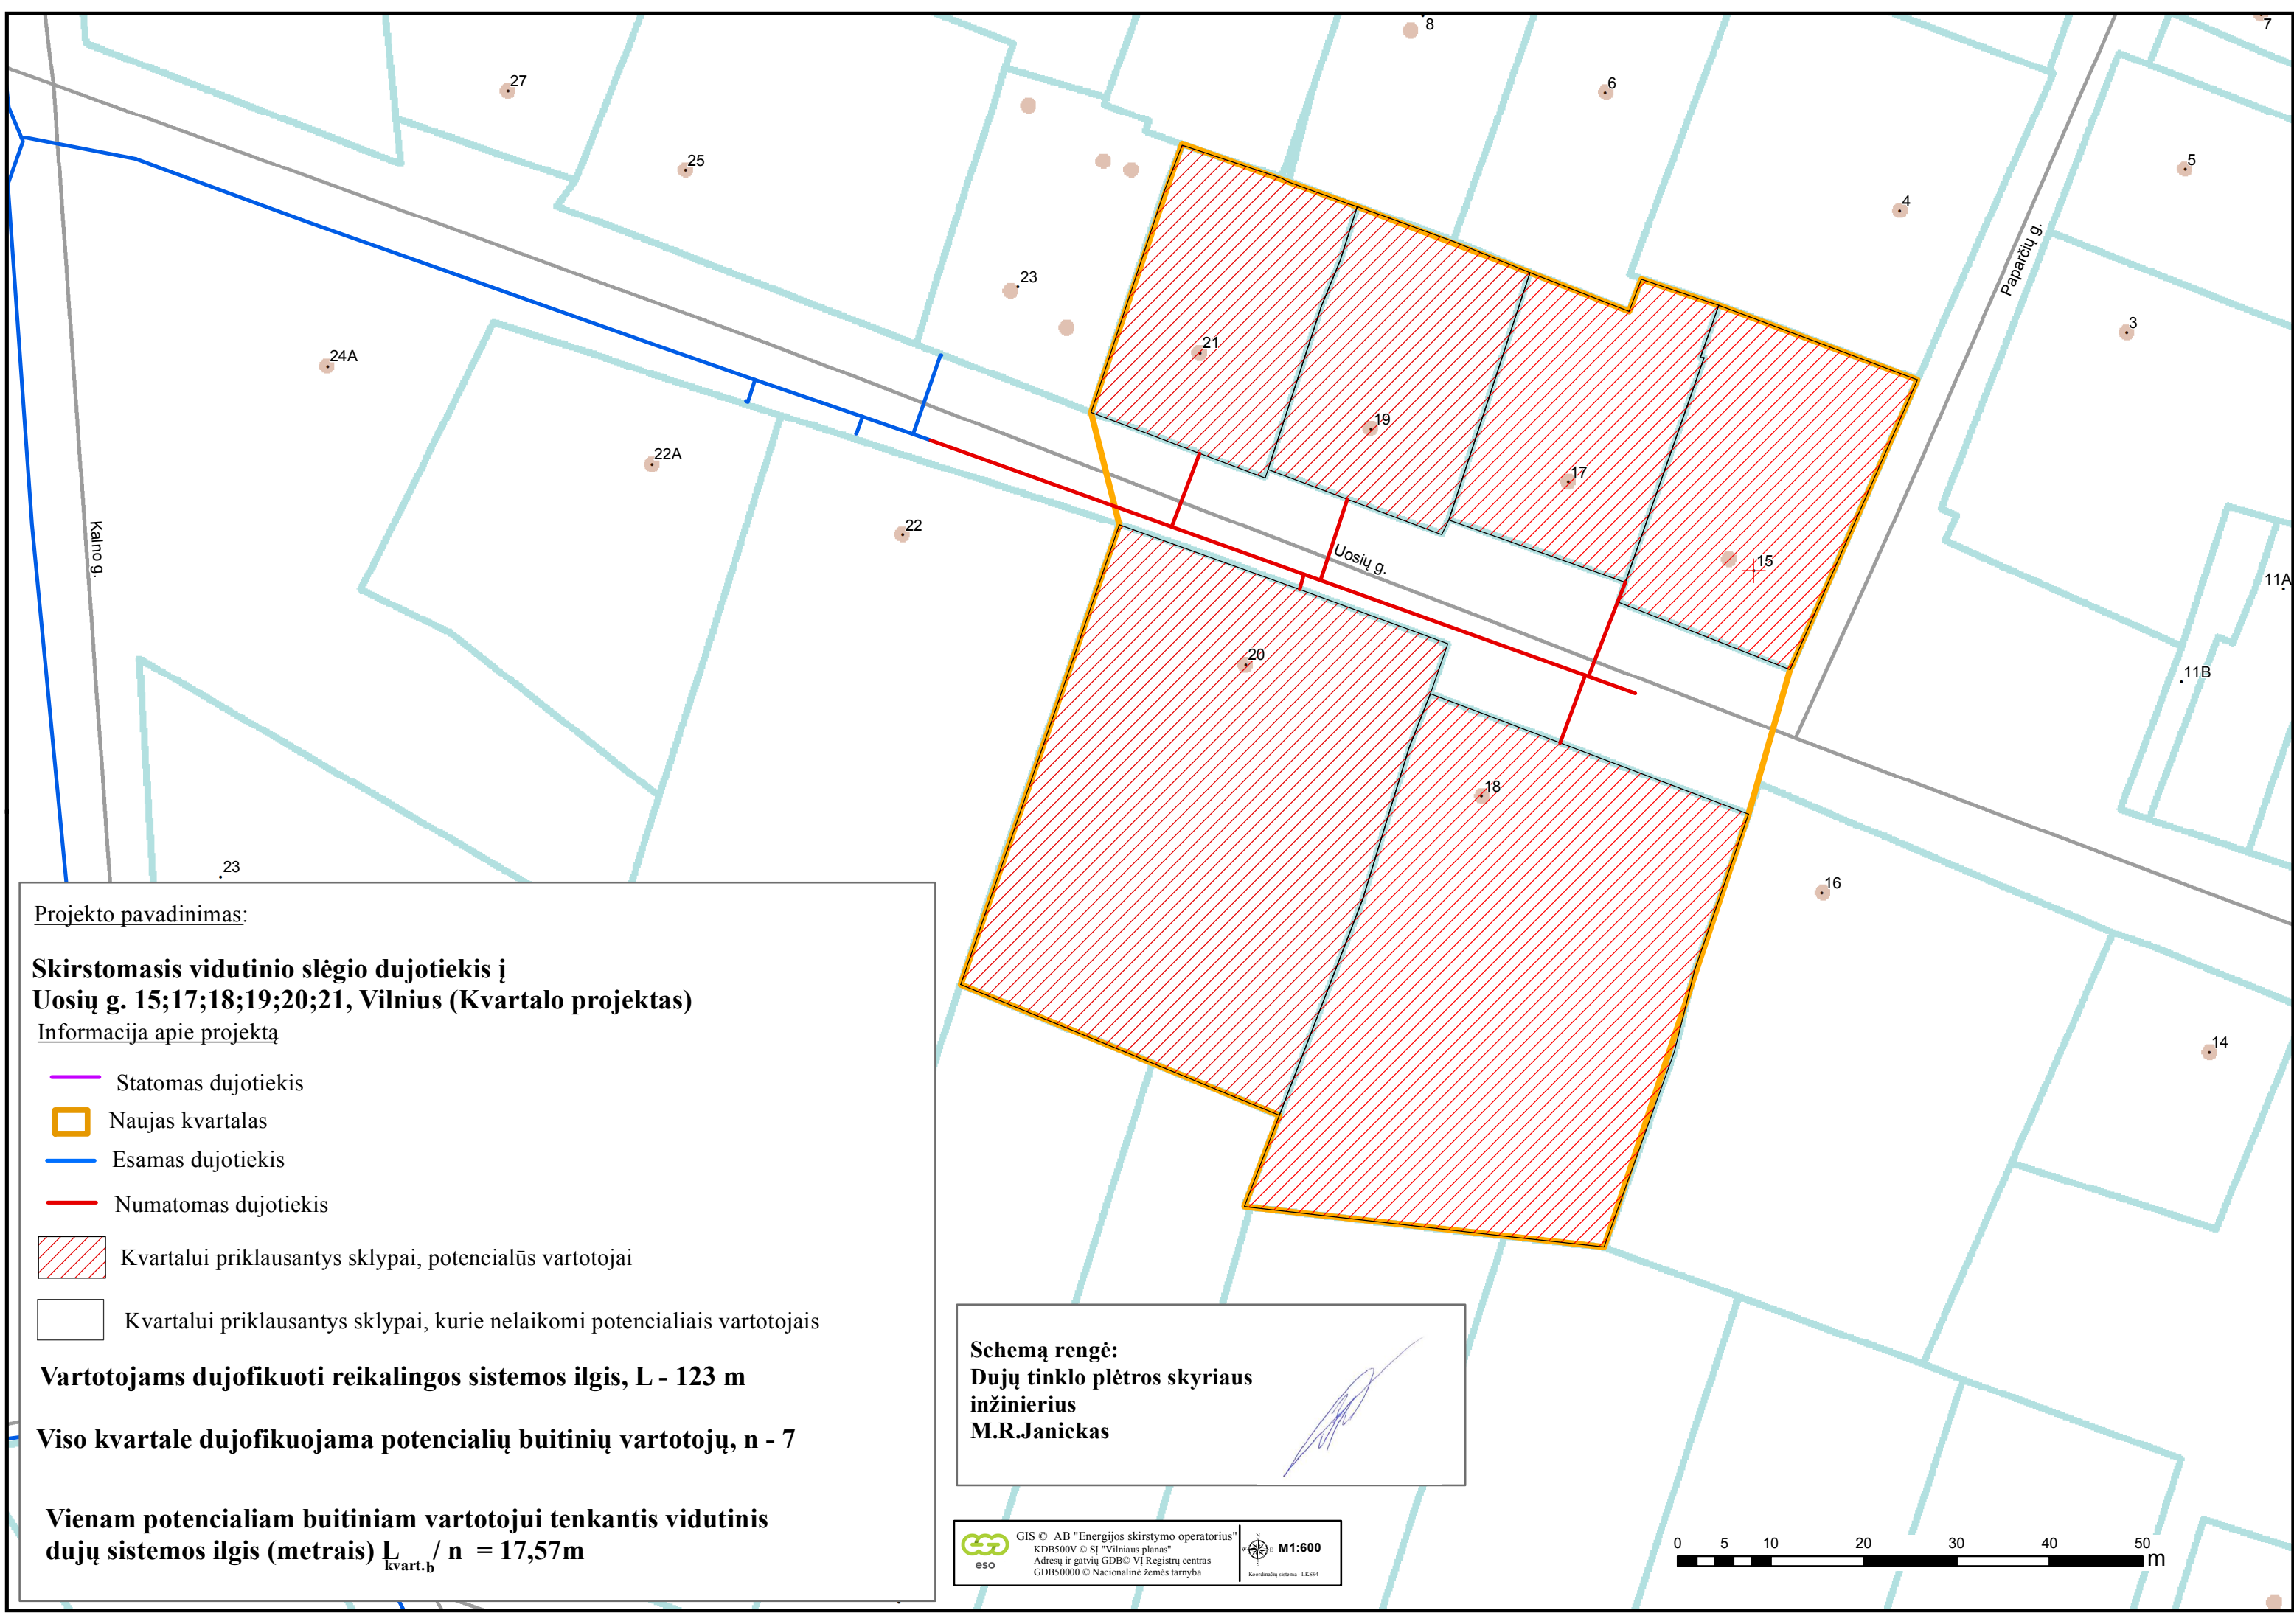 8
7
27
6
25
5
4
Paparčių g.
23
3
24A
21
19
22A
17
22
Uosių g.
15
11A
Kalno g.
20
11B
18
23
16
14
Projekto pavadinimas:
Skirstomasis vidutinio slėgio dujotiekis į
Uosių g. 15;17;18;19;20;21, Vilnius (Kvartalo projektas)
Informacija apie projektą
Statomas dujotiekis
Naujas kvartalas
Esamas dujotiekis
Numatomas dujotiekis
Kvartalui priklausantys sklypai, potencialūs vartotojai
Kvartalui priklausantys sklypai, kurie nelaikomi potencialiais vartotojais
Vartotojams dujofikuoti reikalingos sistemos ilgis, L - 123 m
Viso kvartale dujofikuojama potencialių buitinių vartotojų, n - 7
Vienam potencialiam buitiniam vartotojui tenkantis vidutinis
dujų sistemos ilgis (metrais) L kvart.b / n = 17,57m
Schemą rengė:
Dujų tinklo plėtros skyriaus
inžinierius
M.R.Janickas
eso
GIS © AB "Energijos skirstymo operatorius"
KDB500V © SĮ "Vilniaus planas"
Adresų ir gatvių GDB© VĮ Registrų centras
GDB50000 © Nacionalinė žemės tarnyba
N
W E
S
M1:600
Koordinačių sistema - LKS94
0 5 10 20 30 40 50
m